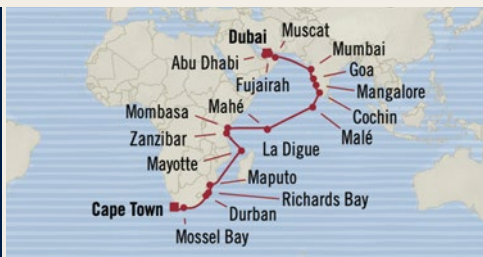 Dubai
Muscat
Abu Dhabi
Mumbai
Fujairah
Goa
Mangalore
Mombasa
Mahé
Cochin
Zanzibar
Malé
Mayotte
La Digue
Maputo
Richards Bay
Cape Town
Durban
Mossel Bay